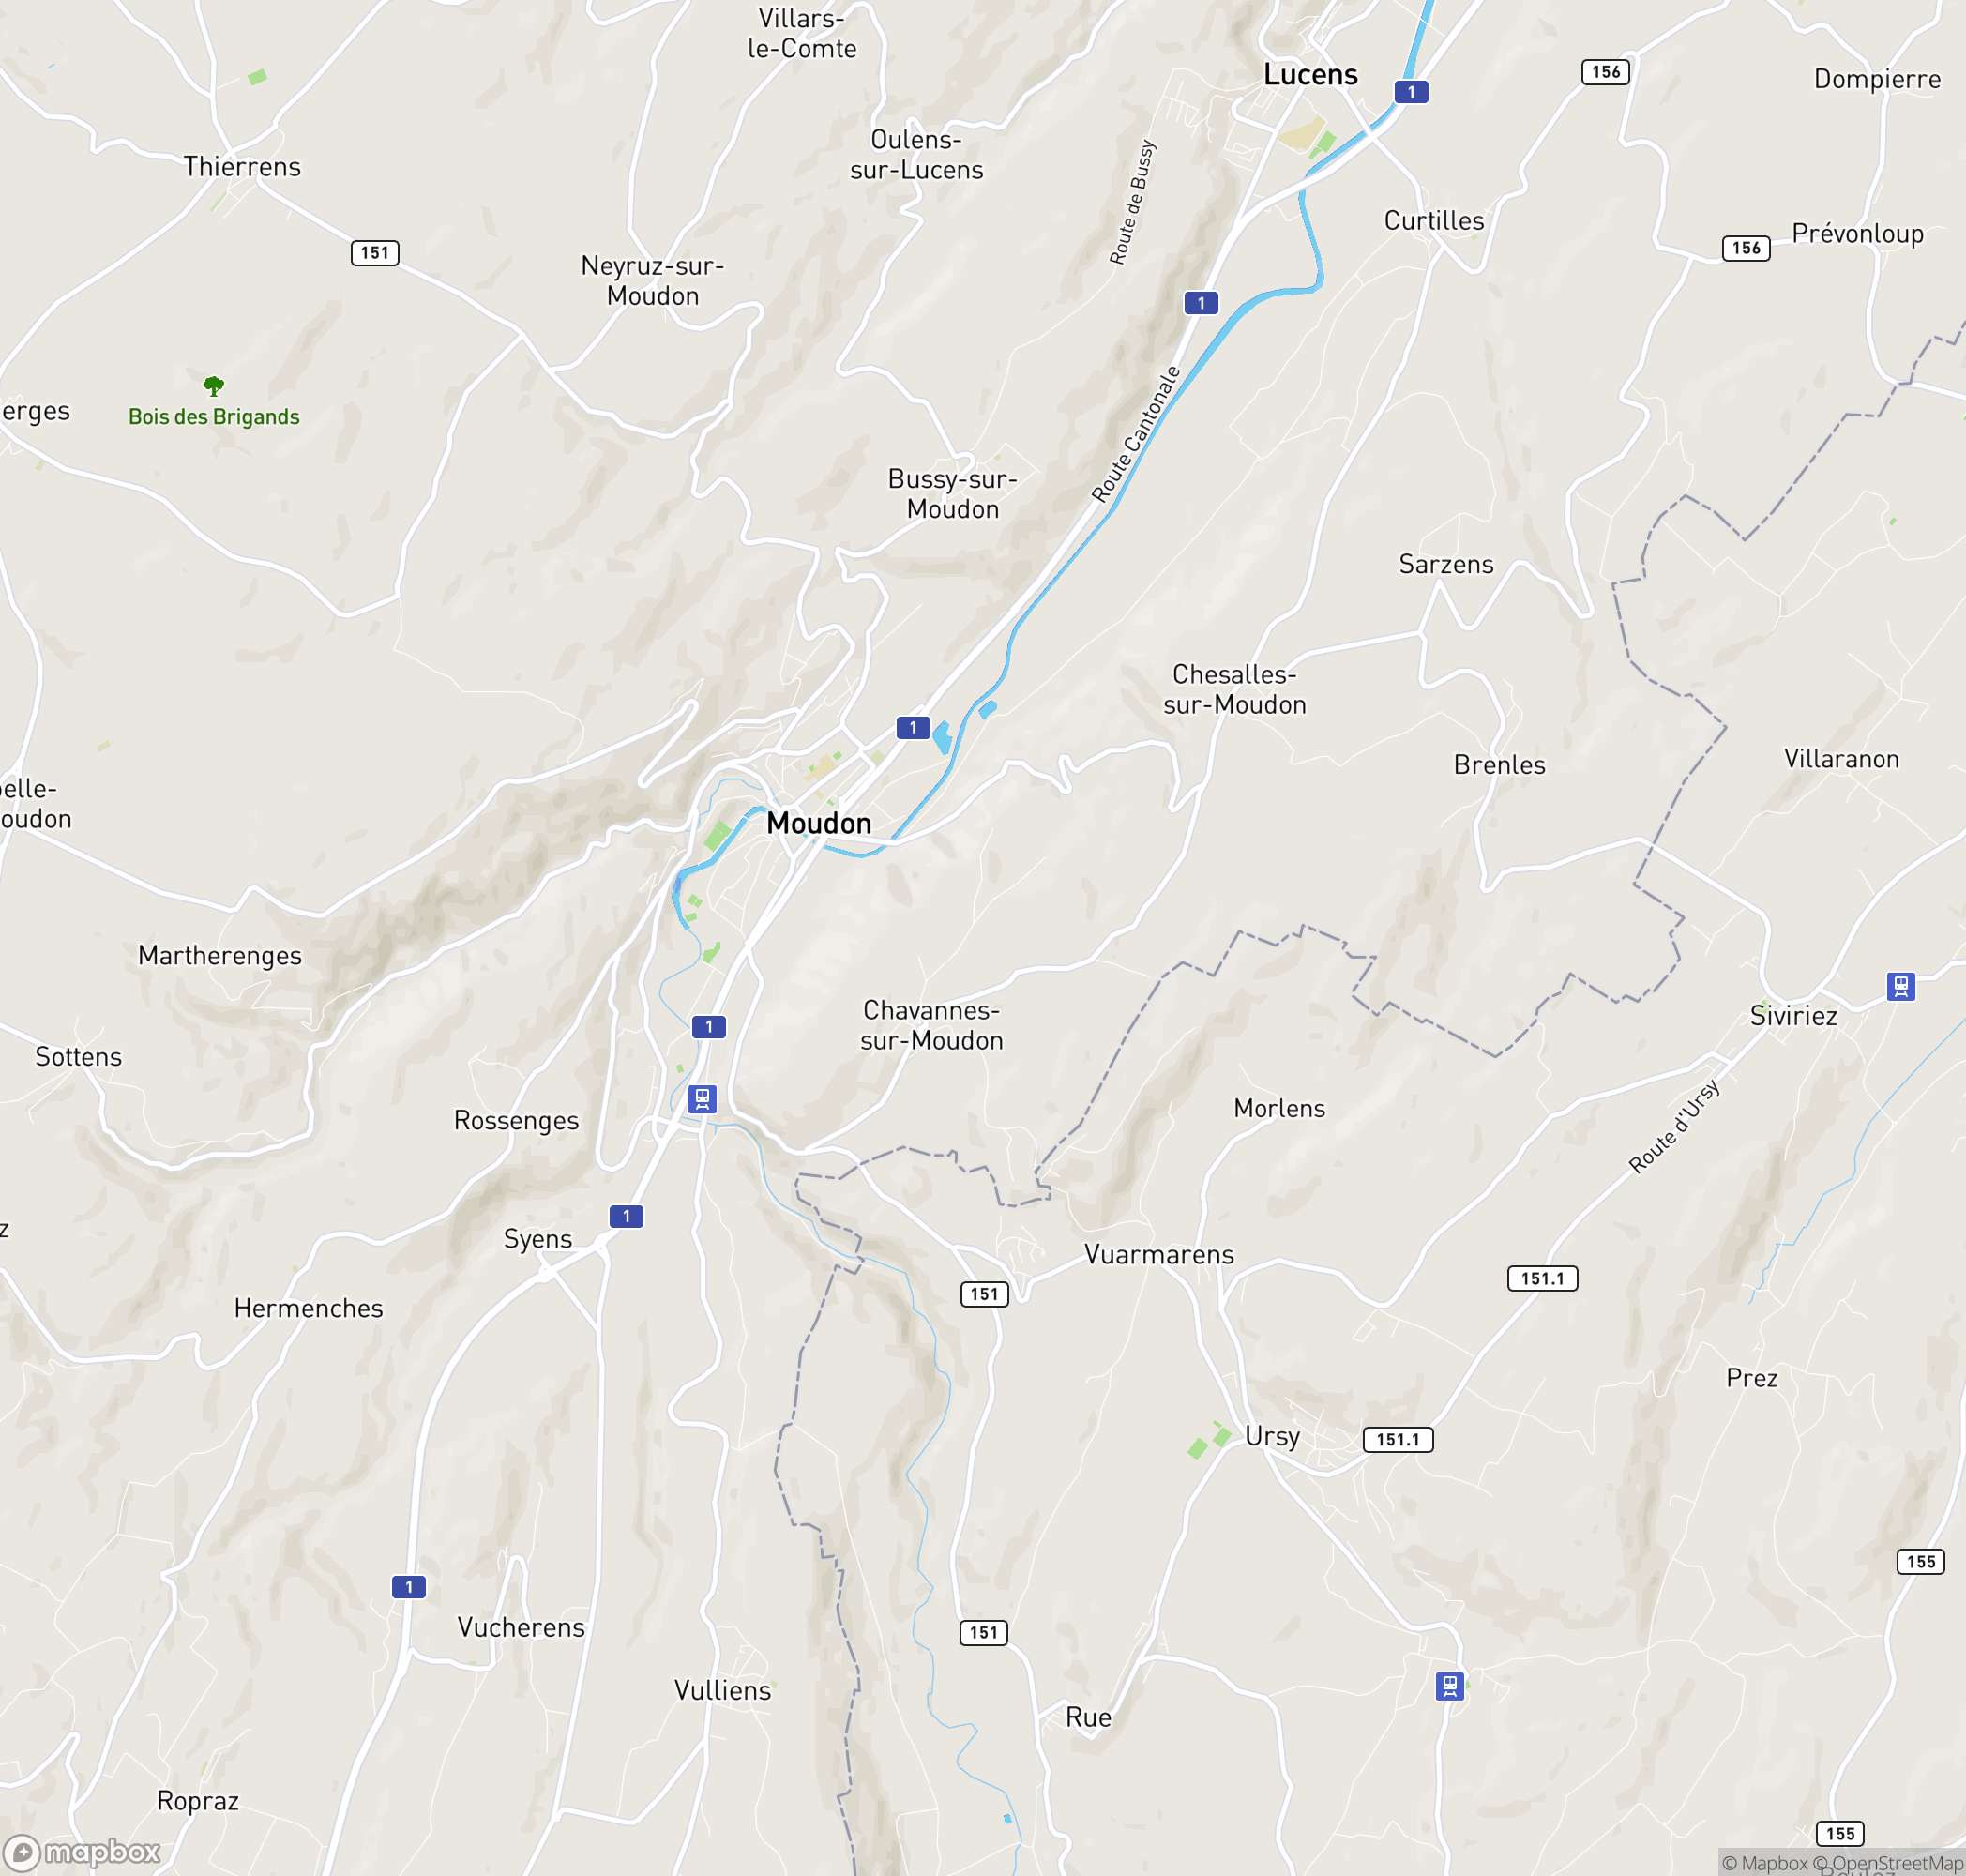 Villars-
le-Comte
Lucens
1
156
Dompierre
Oulens-
sur-Lucens
Thierrens
Route de Bussy
Curtilles
151
156
Prévonloup
Neyruz-sur-
Moudon
1
Bois des Brigands
erges
Route Cantonale
Bussy-sur-
Moudon
Sarzens
Chesalles-
sur-Moudon
1
Brenles
Villaranon
elle-
oudon
Moudon
Martherenges
Siviriez
Chavannes-
sur-Moudon
1
Sottens
Rossenges
Morlens
Route d'Ursy
z
1
Syens
Vuarmarens
151
151.1
Hermenches
Prez
Ursy
151.1
155
1
Vucherens
151
Vulliens
Rue
Ropraz
155
mapbox
© Mapbox © OpenStreetMap